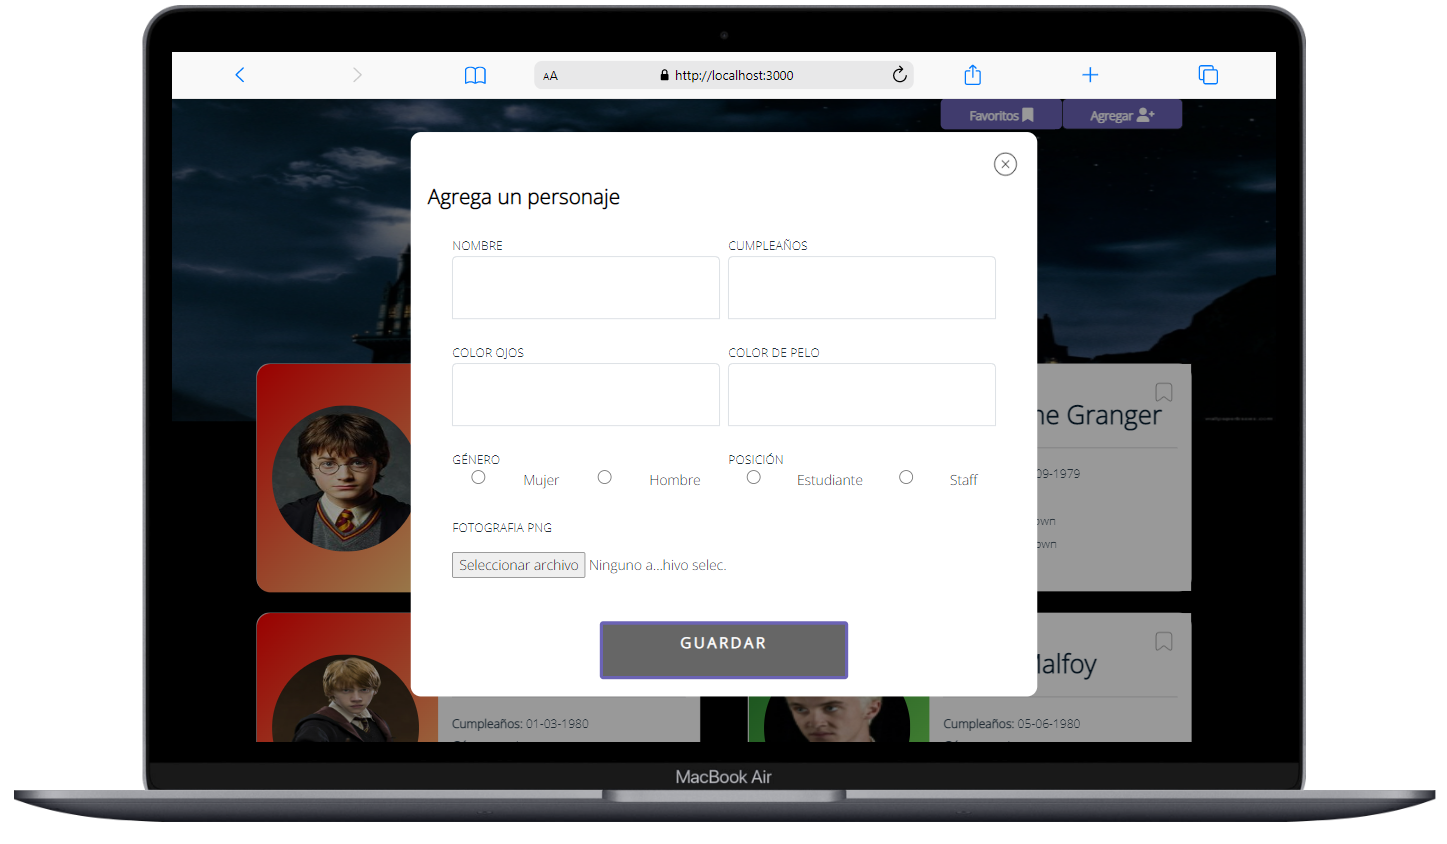 AA http://localhost:3000
Favoritos Agregar
Agrega un personaje
NOMBRE CUMPLEAÑOS
COLOR OJOS COLOR DE PELO
ne Granger
GÉNERO POSICIÓN
Mujer Hombre Estudiante Staff
09-1979
FOTOGRAFIA PNG
own
own
Seleccionar archivo Ninguno a...hivo selec.
GUARDAR
Malfoy
Cumpleaños: 01-03-1980 Cumpleaños: 05-06-1980
MacBook Air